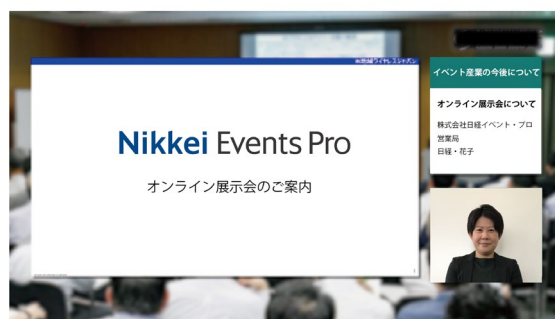 Nikkei Events Pro
オンライン展示会のご案内
1
イベント産業の今後について
オンライン展示会について
株式会社日経イベント・プロ
営業局
日経・花子